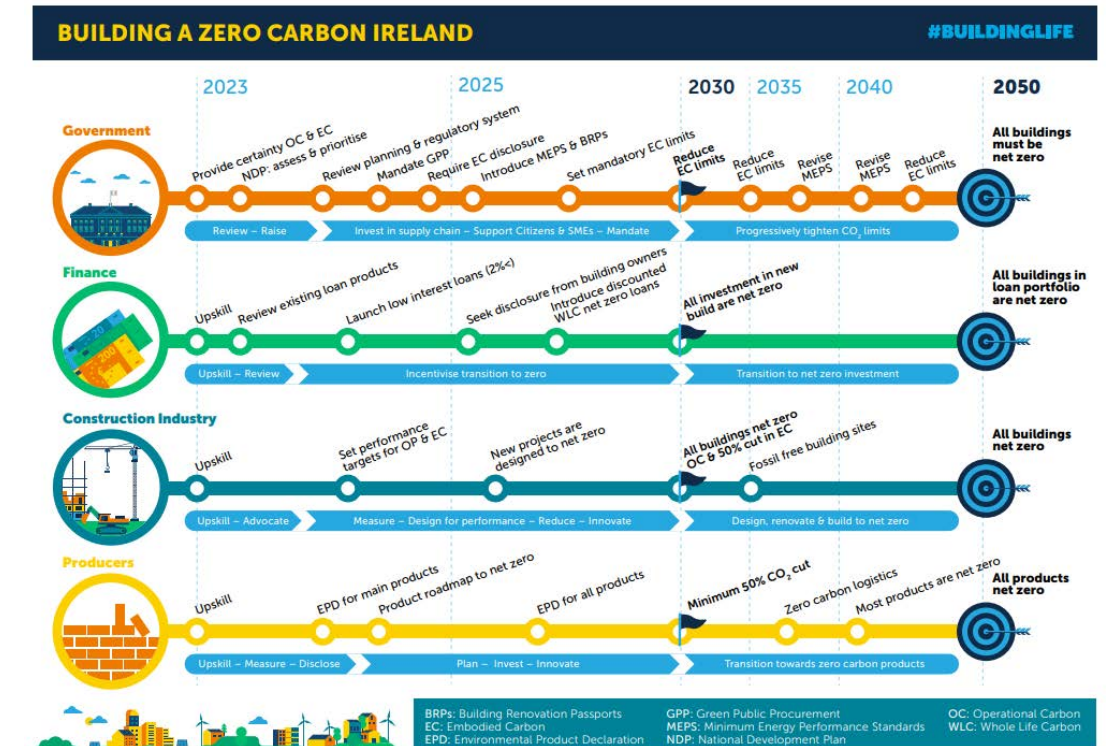 BUILDING A ZERO CARBON IRELAND
#BUILDINGLIFE
2023
2025
2030
2035
2040
2050
Government
Provide certainty OC & EC
NDP: assess & prioritise
Review planning & regulatory system
Mandate GPP
Require EC disclosure
Introduce MEPS & BRPs
Set mandatory EC limits
Reduce
EC limits
Reduce
EC limits
Revise
MEPS
Revise
MEPS
Reduce
EC limits
All buildings
must be
net zero
Review – Raise
Invest in supply chain – Support Citizens & SMEs – Mandate
Progressively tighten CO₂ limits
Finance
20
200
Upskill
Review existing loan products
Launch low interest loans (2%<)
Seek disclosure from building owners
Introduce discounted
WLC net zero loans
All investment in new
build are net zero
All buildings in
loan portfolio
are net zero
Upskill – Review
Incentivise transition to zero
Transition to net zero investment
Construction Industry
Upskill
Set performance
targets for OP & EC
New projects are
designed to net zero
All buildings net zero
OC & 50% cut in EC
Fossil free building sites
All buildings
net zero
Upskill – Advocate
Measure – Design for performance – Reduce – Innovate
Design, renovate & build to net zero
Producers
Upskill
EPD for main products
Product roadmap to net zero
EPD for all products
Minimum 50% CO₂ cut
Zero carbon logistics
Most products are net zero
All products
net zero
Upskill – Measure – Disclose
Plan – Invest – Innovate
Transition towards zero carbon products
BRPs: Building Renovation Passports
EC: Embodied Carbon
EPD: Environmental Product Declaration
GPP: Green Public Procurement
MEPS: Minimum Energy Performance Standards
NDP: National Development Plan
OC: Operational Carbon
WLC: Whole Life Carbon